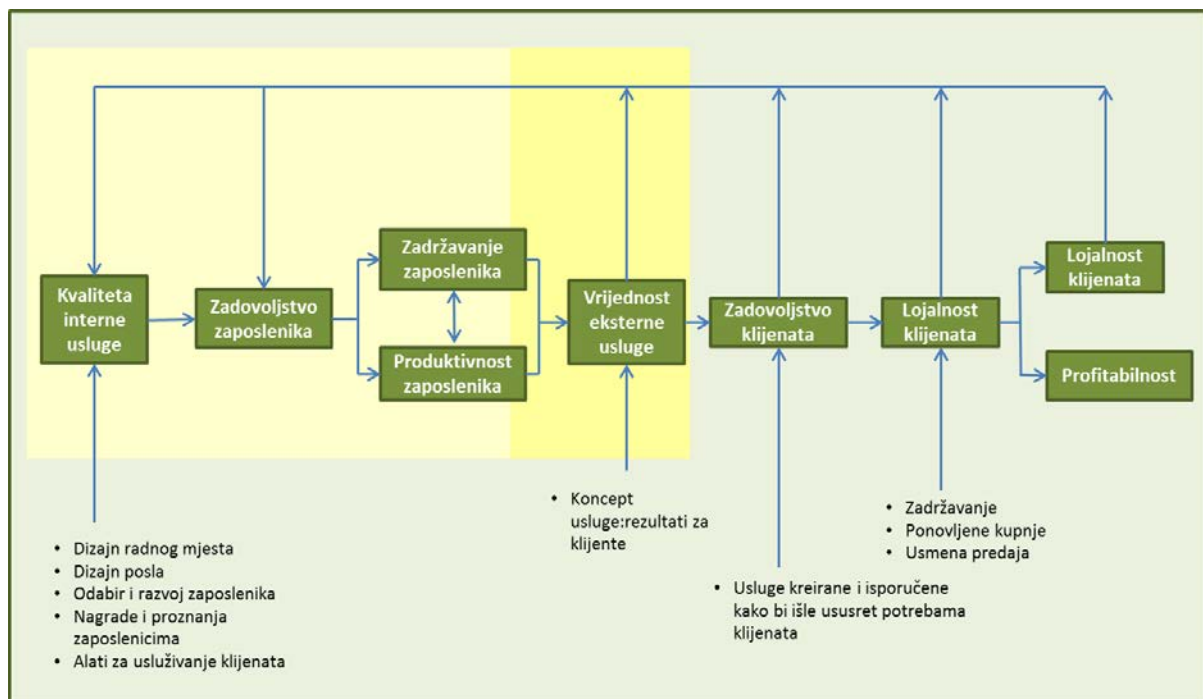 Kvaliteta
interne
usluge
Zadovoljstvo
zaposlenika
Zadržavanje
zaposlenika
Produktivnost
zaposlenika
Vrijednost
eksterne
usluge
Zadovoljstvo
klijenata
Lojalnost
klijenata
Lojalnost
klijenata
Profitabilnost
• Dizajn radnog mjesta
• Dizajn posla
• Odabir i razvoj zaposlenika
• Nagrade i proznanja
zaposlenicima
• Alati za usluživanje klijenata
• Koncept
usluge:rezultati za
klijente
• Usluge kreirane i isporučene
kako bi išle ususret potrebama
klijenata
• Zadržavanje
• Ponovljene kupnje
• Usmena predaja